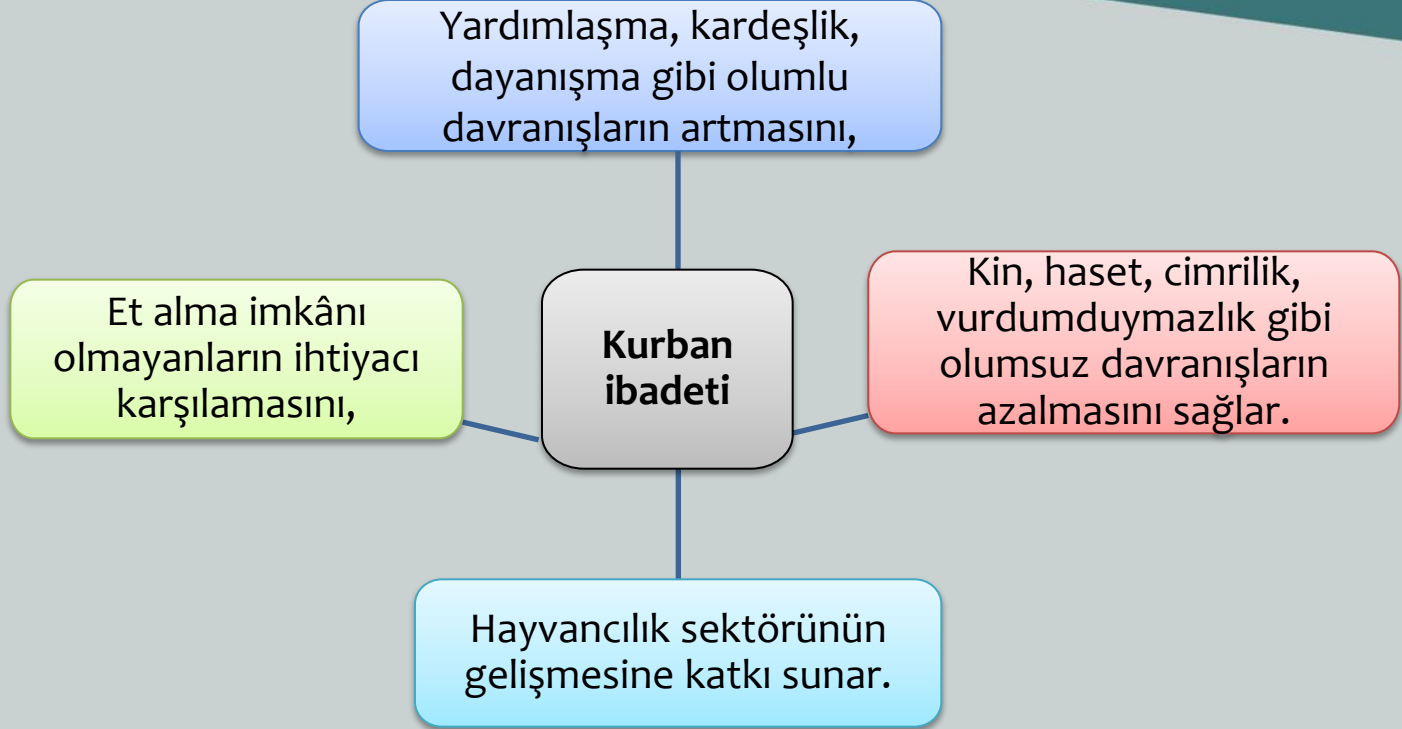 Yardımlaşma, kardeşlik,
dayanışma gibi olumlu
davranışların artmasını,
Et alma imkânı
olmayanların ihtiyacı
karşılamasını,
Kurban
ibadeti
Kin, haset, cimrilik,
vurdumduymazlık gibi
olumsuz davranışların
azalmasını sağlar.
Hayvancılık sektörünün
gelişmesine katkı sunar.